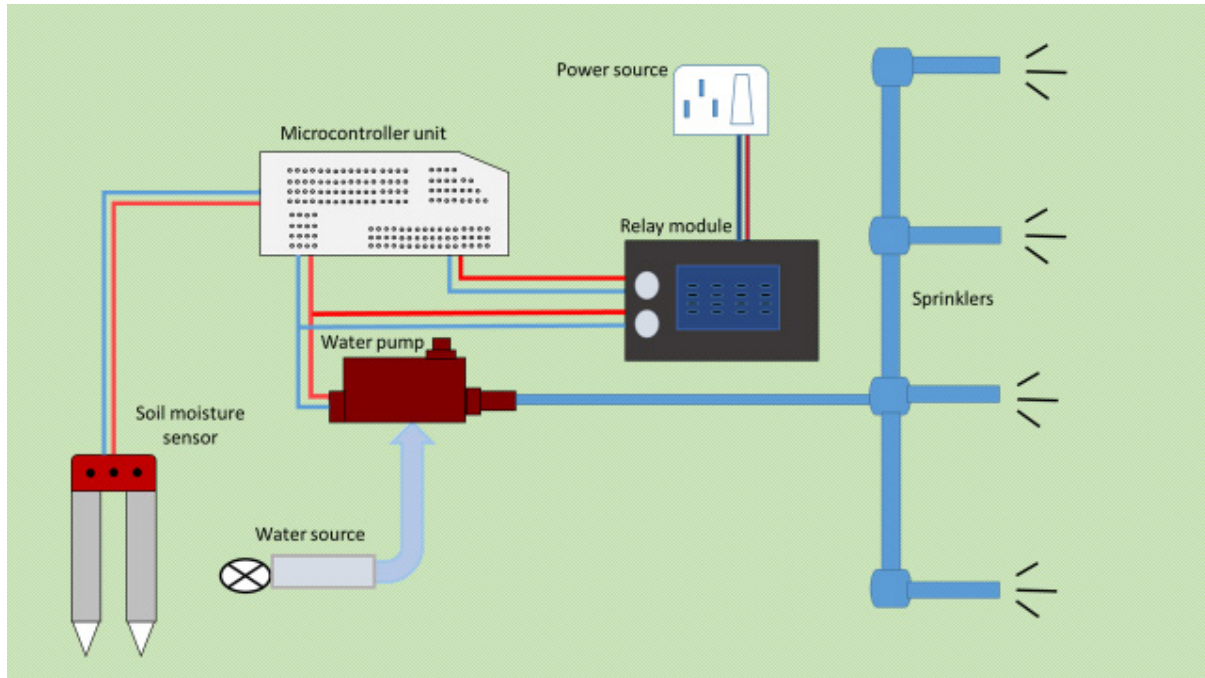 Power source
Microcontroller unit
Relay module
Sprinklers
Water pump
Soil moisture
sensor
Water source